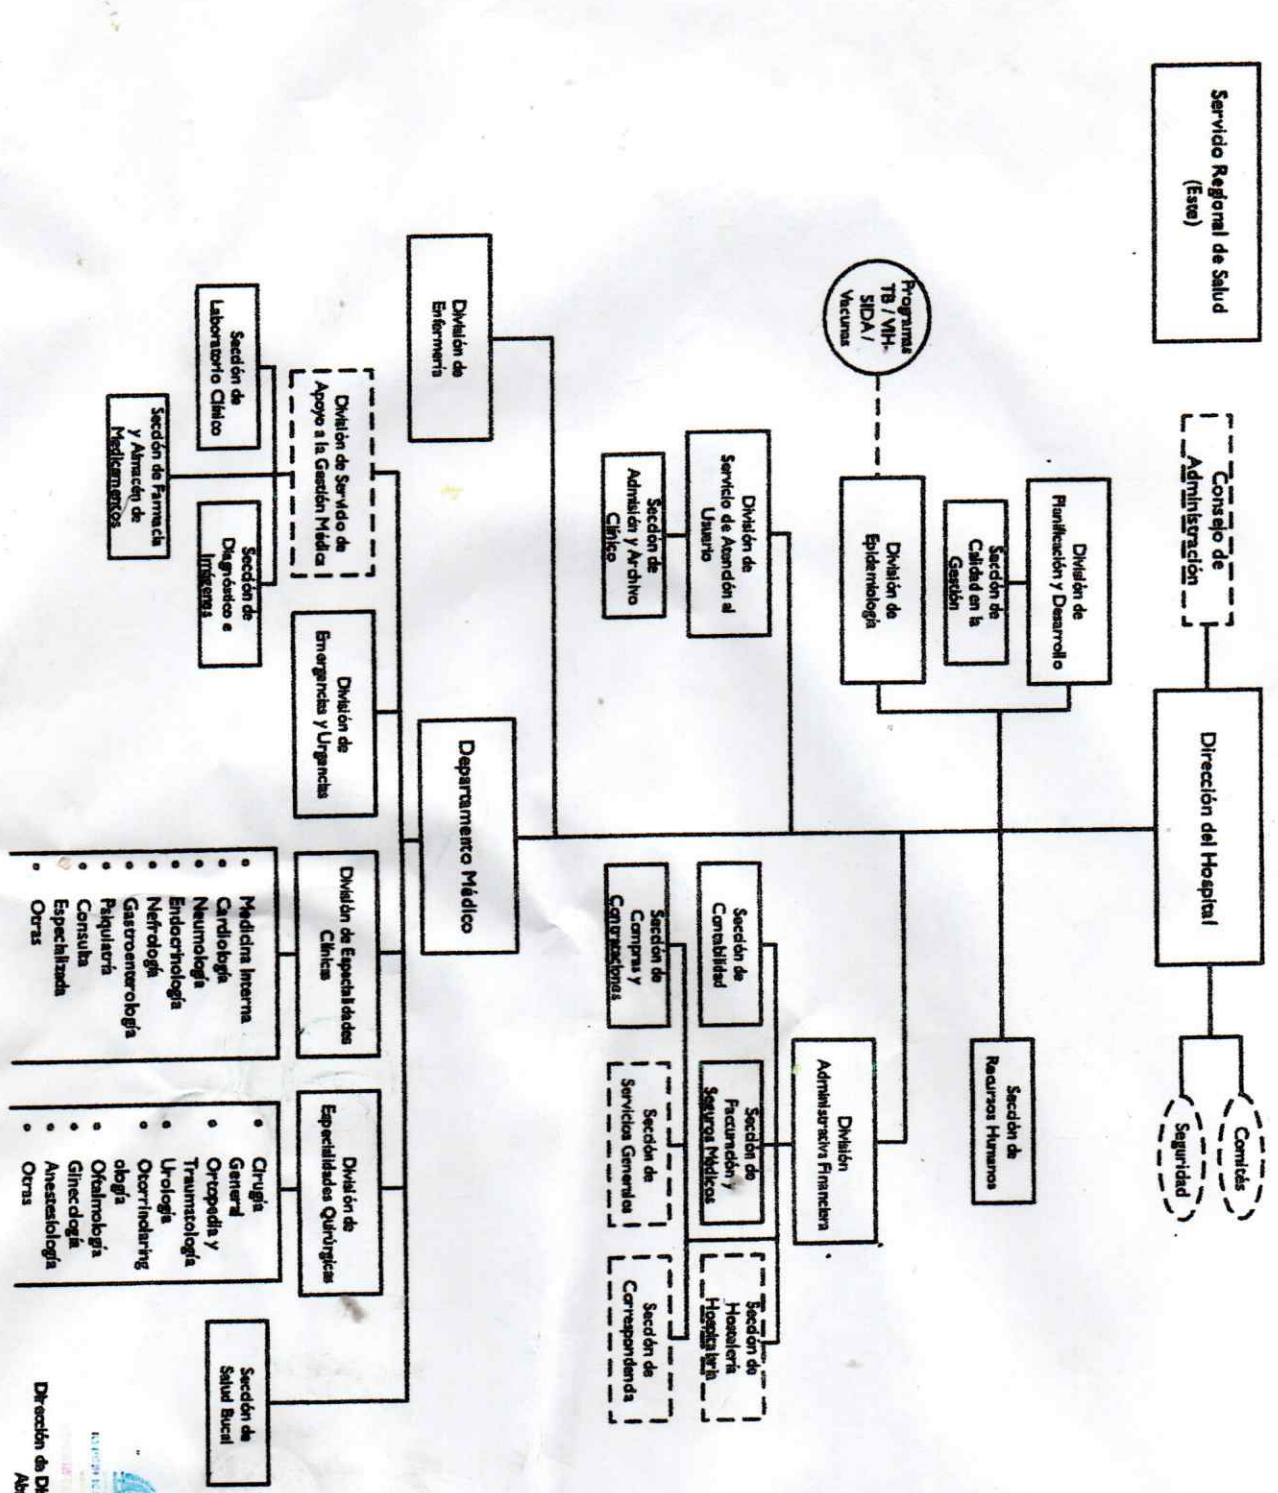 Servicio Regional de Salud
(Este)
Consejo de
Administración
Dirección del Hospital
Comités
Seguridad
División de
Planificación y Desarrollo
Sección de
Calidad en la
Gestión
Sección de
Recursos Humanos
Programas
TB / VIH-
SIDA /
Vacunas
División de
Epidemiología
División
Administrativa Financiera
División de
Servicio de Atención al
Usuario
Sección de
Admisión y Archivo
Clínico
Sección de
Contabilidad
Sección de
Facturación y
Seguros Médicos
Sección de
Hostelería
Hospitalaria
Sección de
Compras y
Contrataciones
Sección de
Servicios Generales
Sección de
Correspondencia
División de
Enfermería
Departamento Médico
División de Servicio de
Apoyo a la Gestión Médica
División de
Emergencias y Urgencias
División de Especialidades
Clínicas
División de
Especialidades Quirúrgicas
Sección de
Salud Bucal
Sección de
Laboratorio Clínico
Sección de
Diagnóstico e
Imágenes
Sección de Farmacia
y Almacén de
Medicamentos
• Medicina Interna
• Cardiología
• Neumología
• Endocrinología
• Nefrología
• Gastroenterología
• Psiquiatría
• Consulta
Especializada
• Otras
• Cirugía
General
• Ortopedia y
Traumatología
• Urología
• Otorrinolaring
ología
• Oftalmología
• Ginecología
• Anestesiología
• Otras
Dirección de